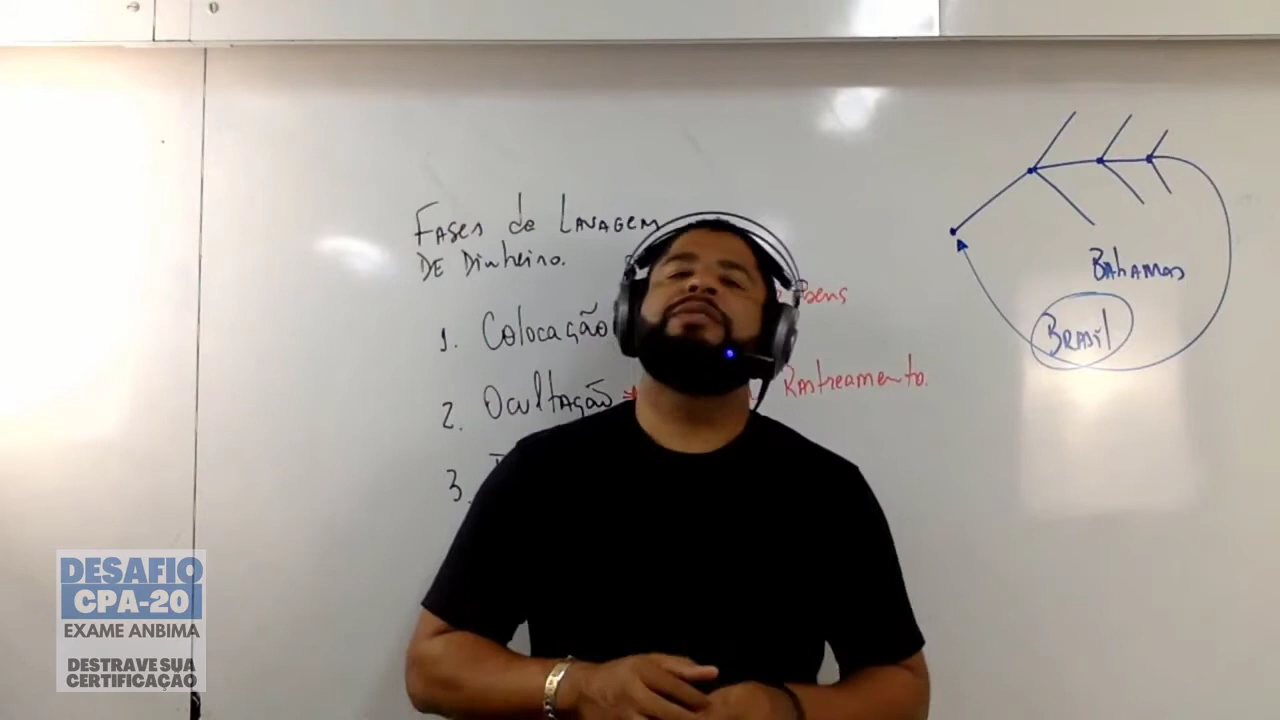 Fases de Lavagem
DE Dinheiro.
1. Colocação
bens
2. Ocultação
Rastreamento.
3.
Bahamas
Brasil
DESAFIO
CPA-20
EXAME ANBIMA
DESTRAVE SUA
CERTIFICAÇÃO